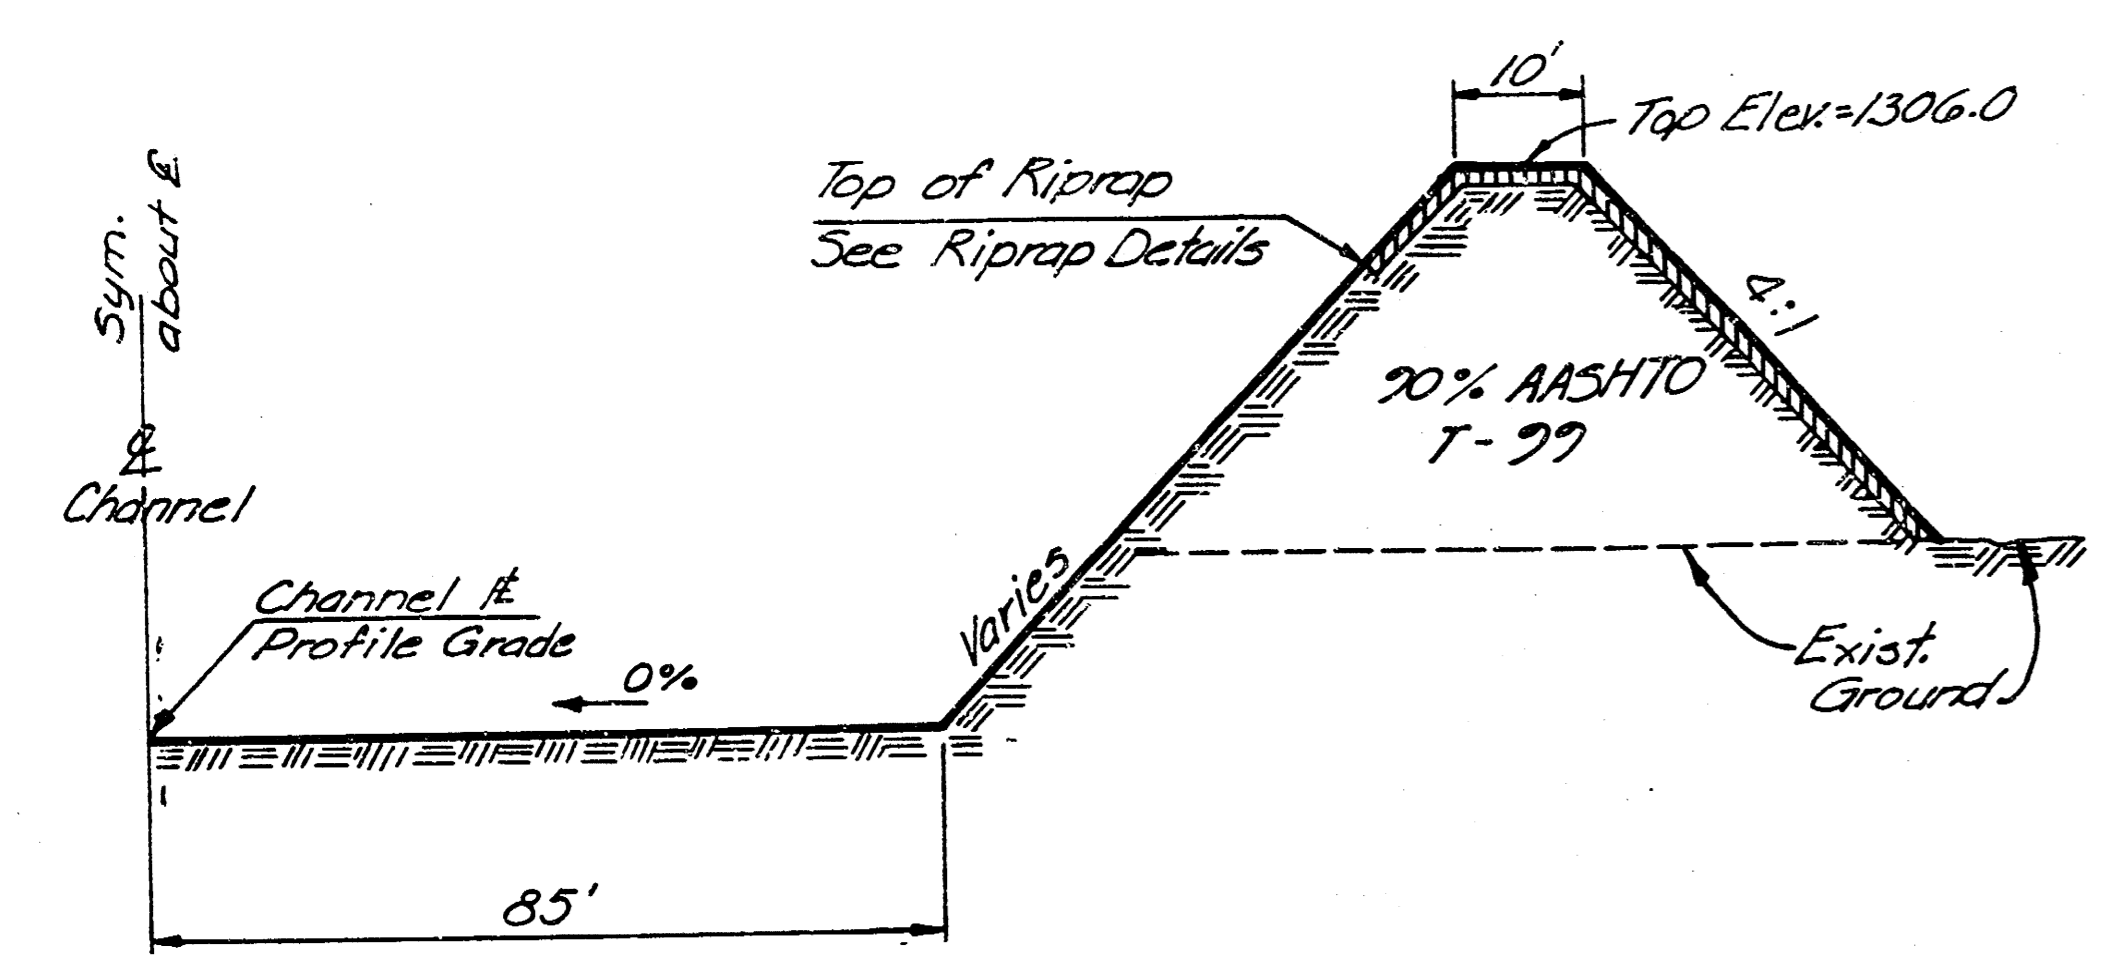 10'
Top Elev.=1306.0
Sym.
about ℄
Top of Riprap
See Riprap Details
4:1
90% AASHTO
T-99
℄
Channel
Varies
Channel ℄
Profile Grade
0%
Exist.
Ground
85'